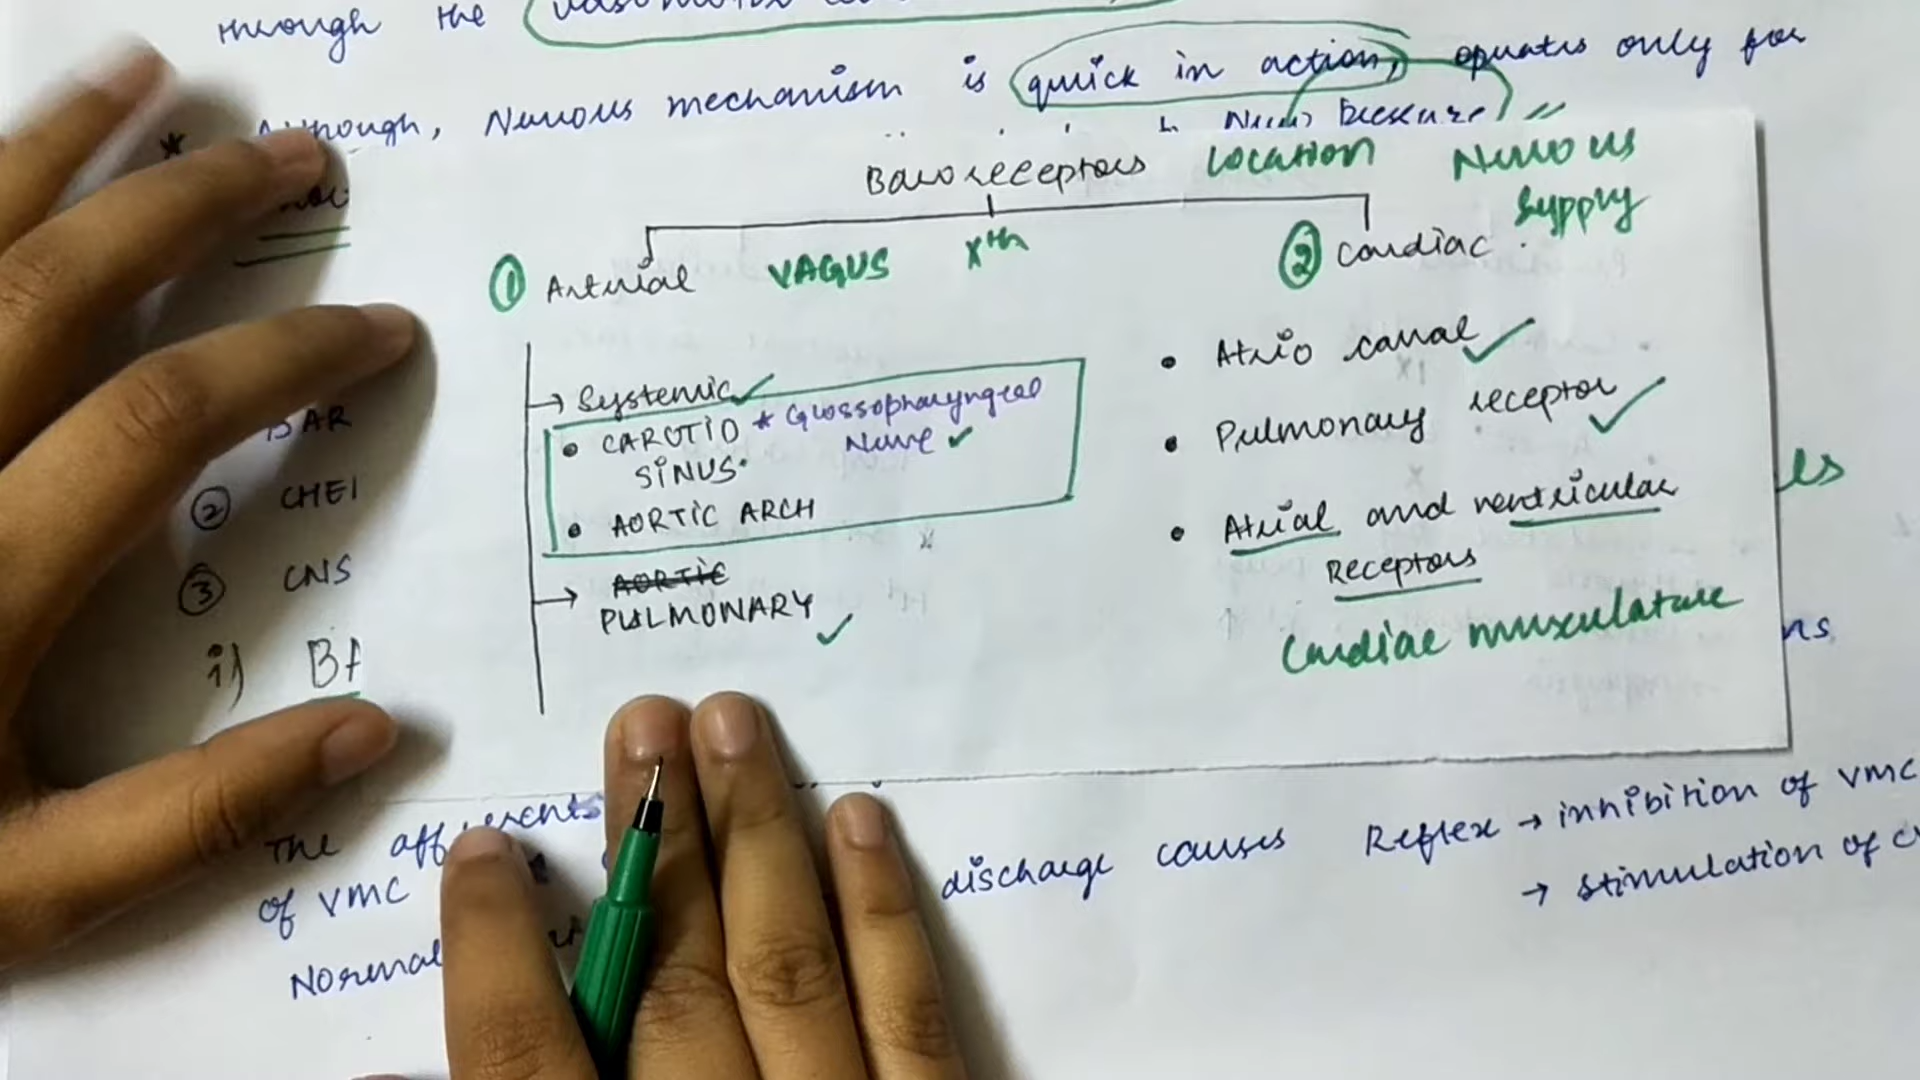 through the
Although, Nervous mechanism is quick in action, operates only for
Baroreceptors Location Nervous
Supply
① Arterial VAGUS Xth ② Cardiac
→ Systemic
• CAROTID * Glossopharyngeal
SINUS. Nerve
• AORTIC ARCH
AORTIC
→ PULMONARY
• Atrio caval
• Pulmonary receptor
• Atrial and ventricular
Receptors
Cardiac musculature
BAR
② CHEI
③ CNS
i) BA
The discharge causes Reflex → inhibition of VMC
of VMC → stimulation of
Normal